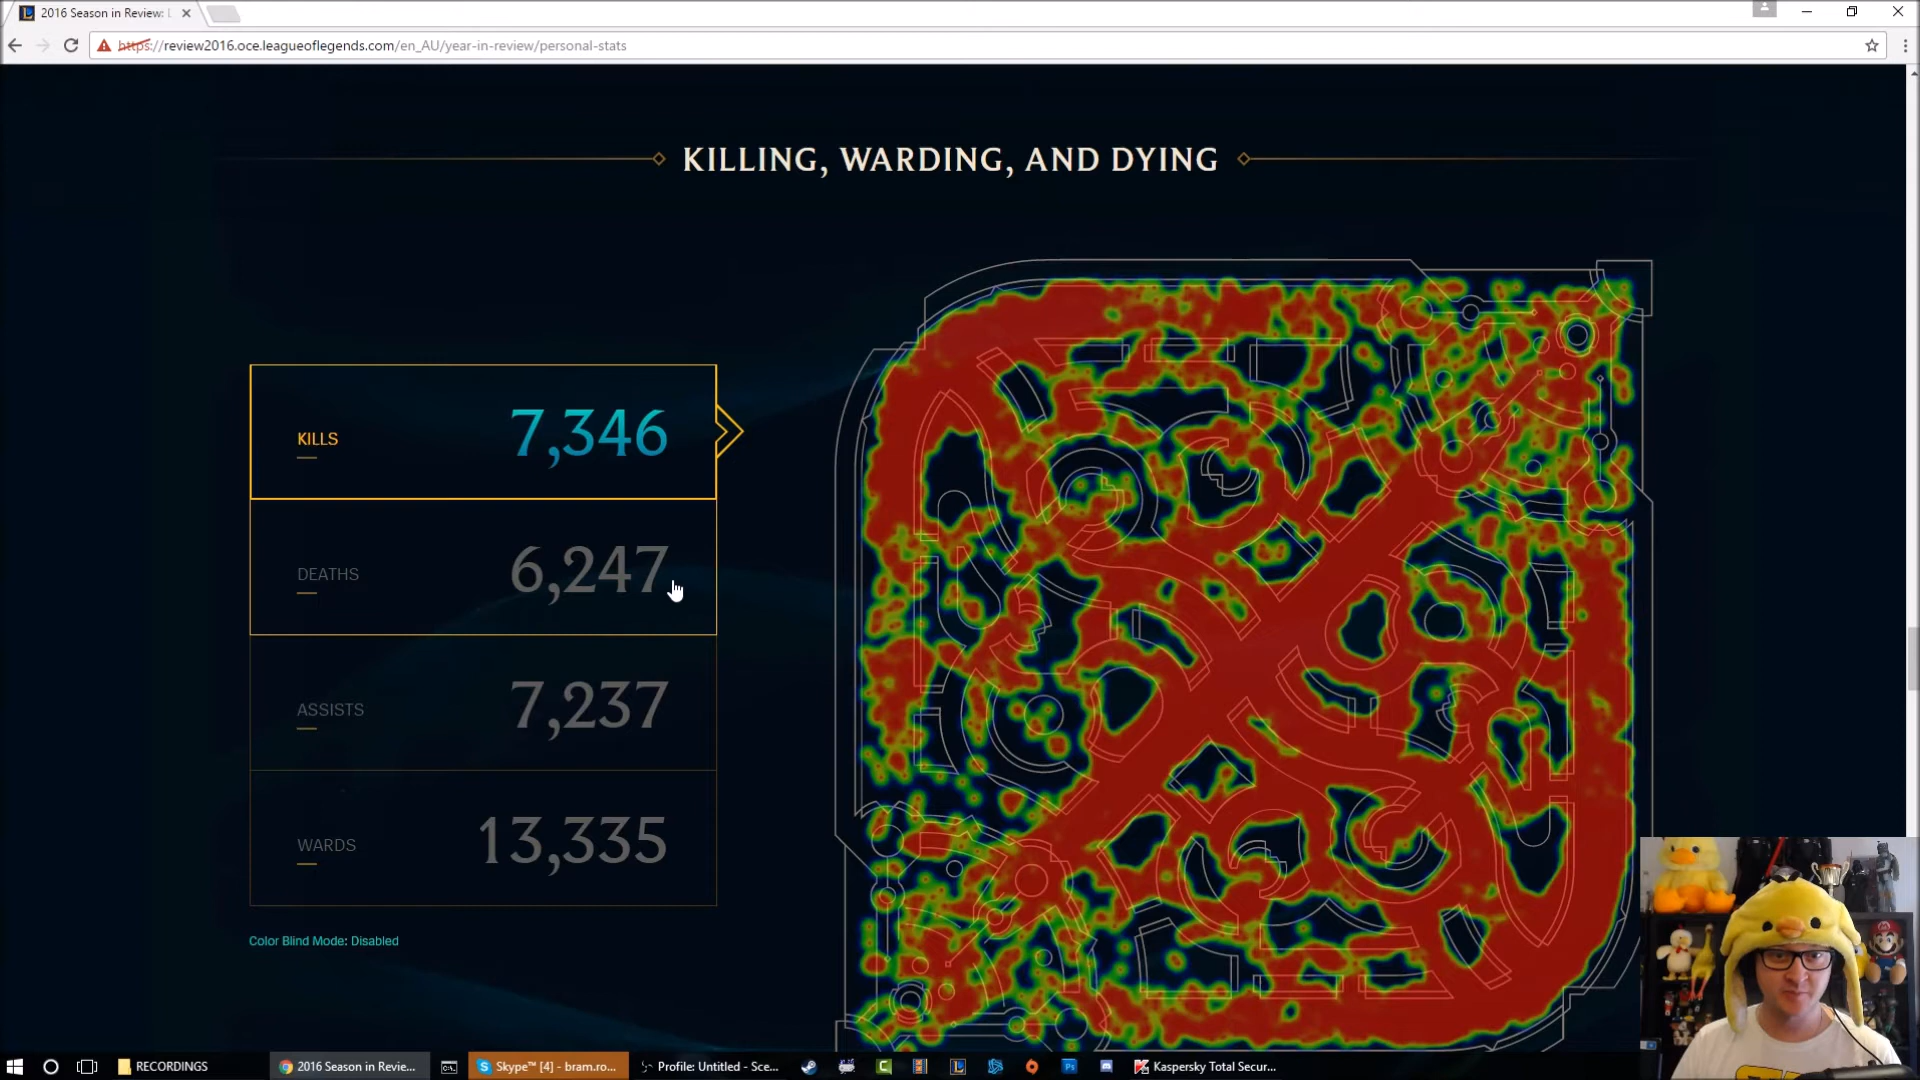 2016 Season in Review: L
https://review2016.oce.leagueoflegends.com/en_AU/year-in-review/personal-stats
KILLING, WARDING, AND DYING
KILLS 7,346
DEATHS 6,247
ASSISTS 7,237
WARDS 13,335
Color Blind Mode: Disabled
RECORDINGS
2016 Season in Revie...
Skype™ [4] - bram.ro...
Profile: Untitled - Sce...
Ps
Kaspersky Total Secur...